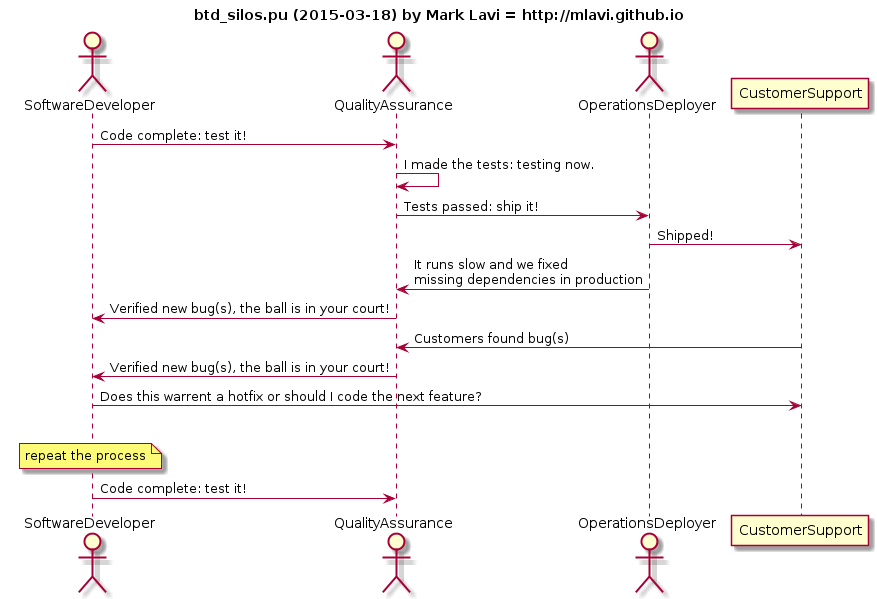 btd_silos.pu (2015-03-18) by Mark Lavi = http://mlavi.github.io
SoftwareDeveloper
QualityAssurance
OperationsDeployer
CustomerSupport
Code complete: test it!
I made the tests: testing now.
Tests passed: ship it!
Shipped!
It runs slow and we fixed
missing dependencies in production
Verified new bug(s), the ball is in your court!
Customers found bug(s)
Verified new bug(s), the ball is in your court!
Does this warrent a hotfix or should I code the next feature?
repeat the process
Code complete: test it!
SoftwareDeveloper
QualityAssurance
OperationsDeployer
CustomerSupport